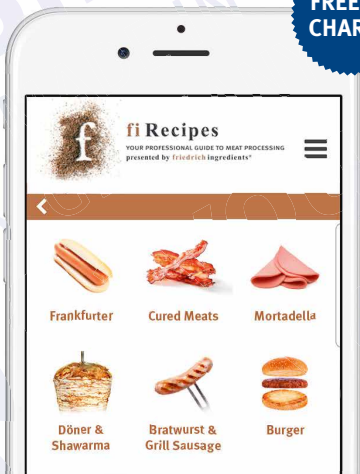 FREE
CHAR
f
fi Recipes
YOUR PROFESSIONAL GUIDE TO MEAT PROCESSING
presented by friedrich ingredients®
Frankfurter
Cured Meats
Mortadella
Döner &
Shawarma
Bratwurst &
Grill Sausage
Burger